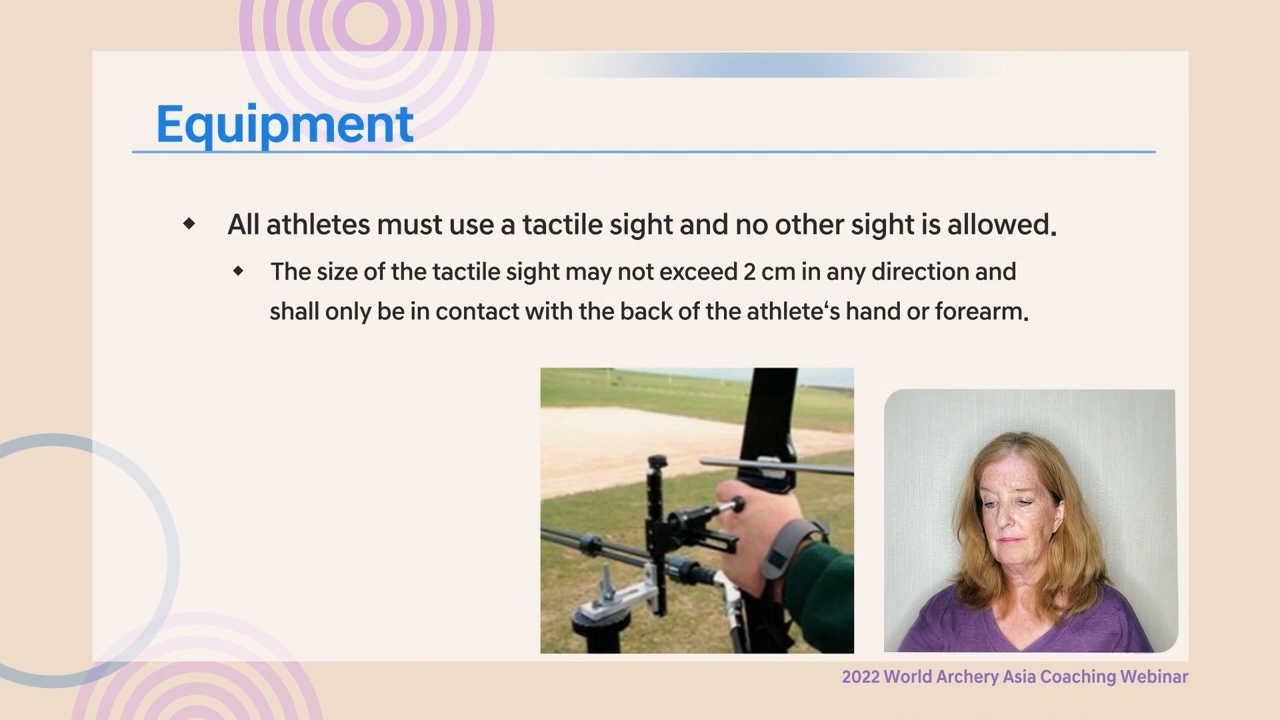 Equipment
All athletes must use a tactile sight and no other sight is allowed.
The size of the tactile sight may not exceed 2 cm in any direction and
shall only be in contact with the back of the athlete‘s hand or forearm.
2022 World Archery Asia Coaching Webinar